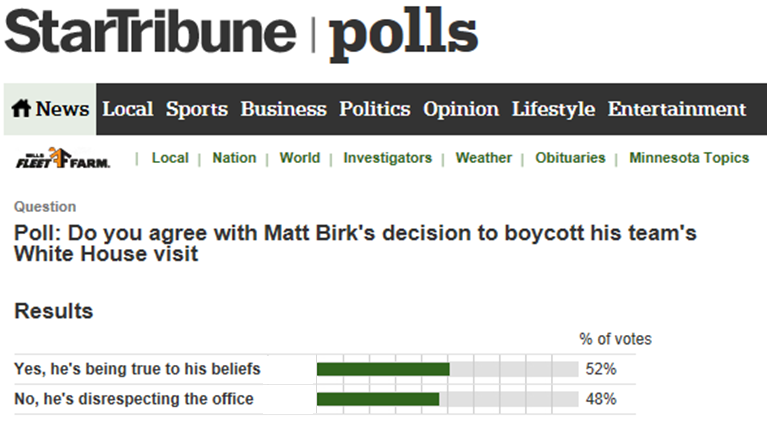 StarTribune | polls
News Local Sports Business Politics Opinion Lifestyle Entertainment
MILLS
FLEET FARM. | Local | Nation | World | Investigators | Weather | Obituaries | Minnesota Topics
Question
Poll: Do you agree with Matt Birk's decision to boycott his team's
White House visit
Results
% of votes
Yes, he's being true to his beliefs 52%
No, he's disrespecting the office 48%